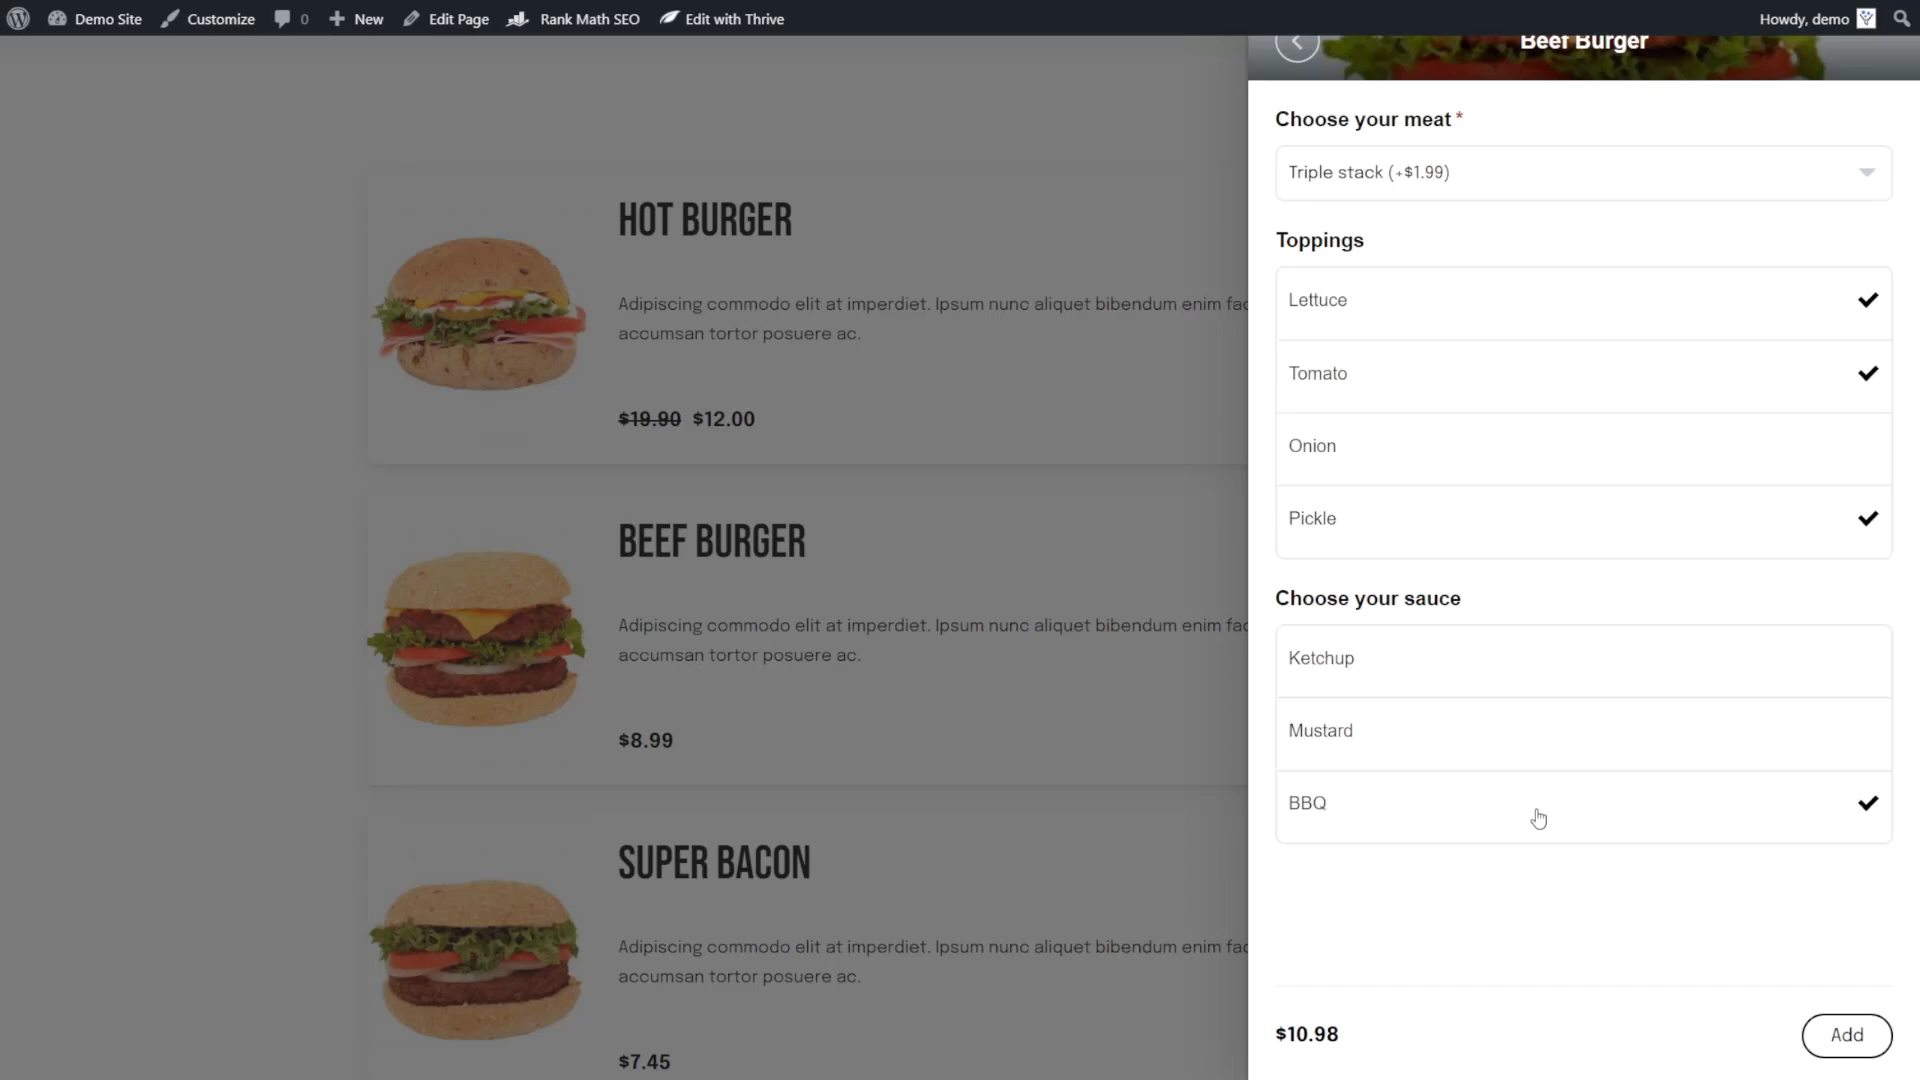 Demo Site Customize 0 New Edit Page Rank Math SEO Edit with Thrive Howdy, demo
HOT BURGER
Adipiscing commodo elit at imperdiet. Ipsum nunc aliquet bibendum enim fac
accumsan tortor posuere ac.
$19.90 $12.00
BEEF BURGER
Adipiscing commodo elit at imperdiet. Ipsum nunc aliquet bibendum enim fac
accumsan tortor posuere ac.
$8.99
SUPER BACON
Adipiscing commodo elit at imperdiet. Ipsum nunc aliquet bibendum enim fac
accumsan tortor posuere ac.
$7.45
Beef Burger
Choose your meat *
Triple stack (+$1.99)
Toppings
Lettuce
Tomato
Onion
Pickle
Choose your sauce
Ketchup
Mustard
BBQ
$10.98 Add